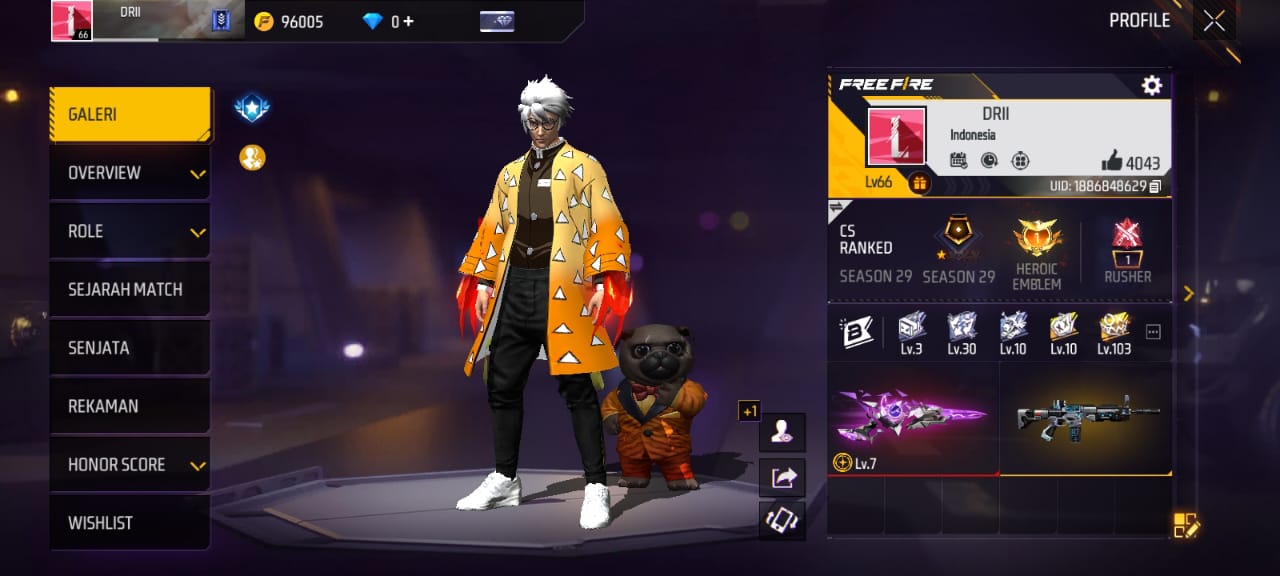 DRII
66
96005
0 +
PROFILE
GALERI
OVERVIEW
ROLE
SEJARAH MATCH
SENJATA
REKAMAN
HONOR SCORE
WISHLIST
+1
FREE FIRE
DRII
Indonesia
4043
Lv66
UID: 1886848629
CS
RANKED
SEASON 29
SEASON 29
HEROIC
EMBLEM
1
RUSHER
Lv.3
Lv.30
Lv.10
Lv.10
Lv.103
Lv.7